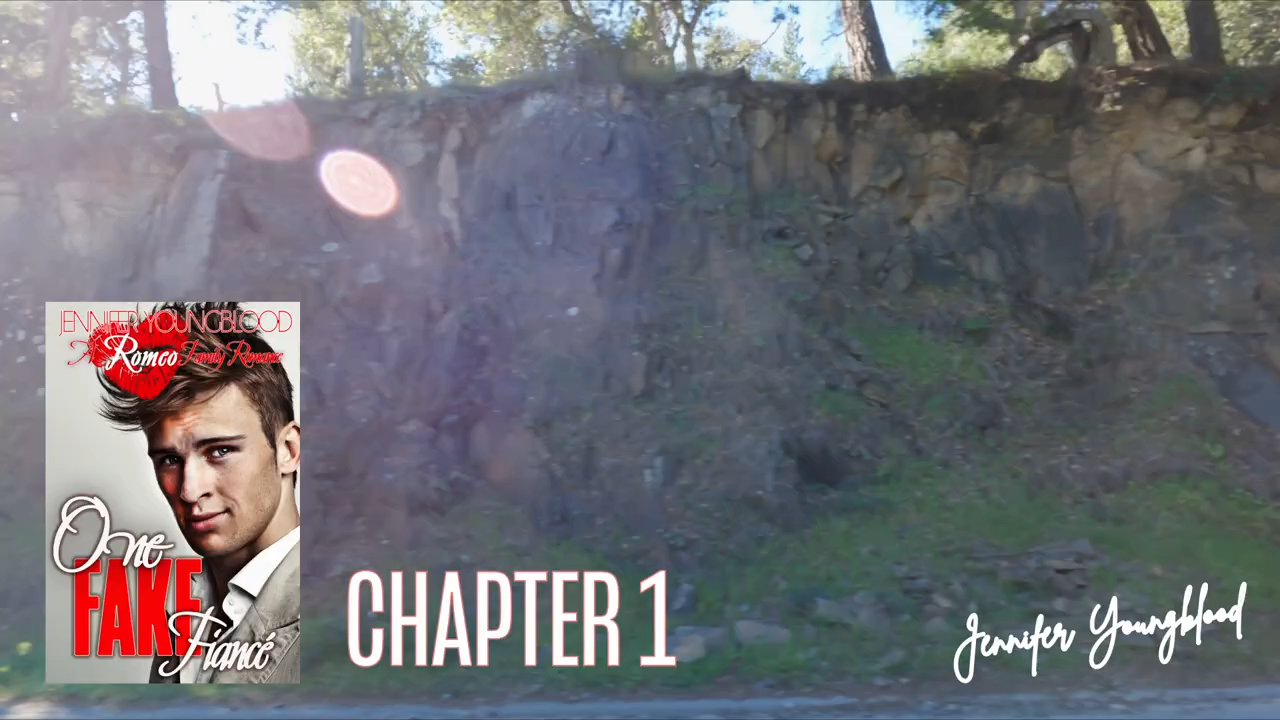 JENNIFER YOUNGBLOOD
A Romeo Family Romance
One
FAKE
Fiancé
CHAPTER 1
Jennifer Youngblood